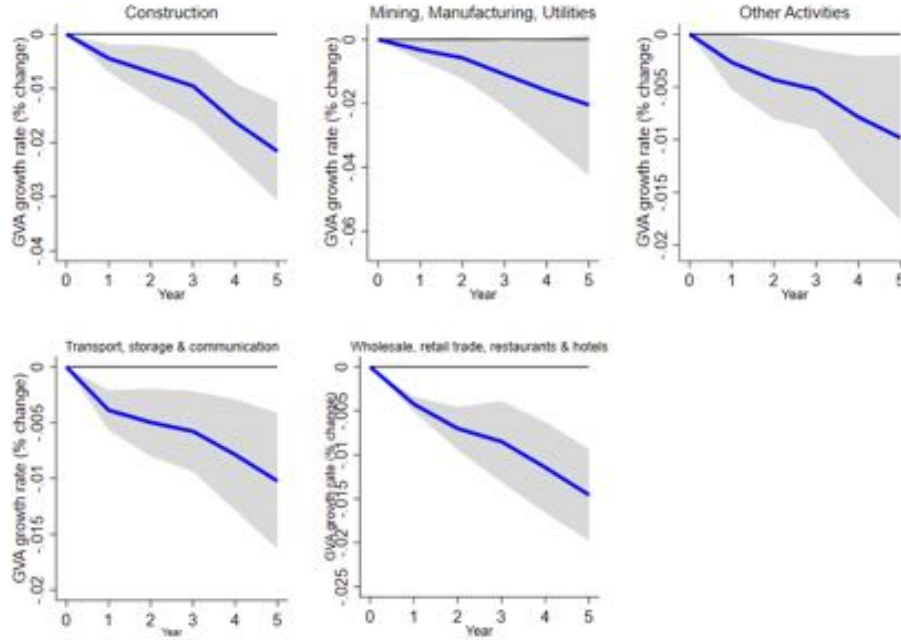 Construction
GVA growth rate (% change)
0
-.01
-.02
-.03
-.04
0 1 2 3 4 5
Year
Mining, Manufacturing, Utilities
GVA growth rate (% change)
0
-.02
-.04
-.06
0 1 2 3 4 5
Year
Other Activities
GVA growth rate (% change)
0
-.005
-.01
-.015
-.02
0 1 2 3 4 5
Year
Transport, storage & communication
GVA growth rate (% change)
0
-.005
-.01
-.015
-.02
0 1 2 3 4 5
Year
Wholesale, retail trade, restaurants & hotels
GVA growth rate (% change)
0
-.005
-.01
-.015
-.02
-.025
0 1 2 3 4 5
Year